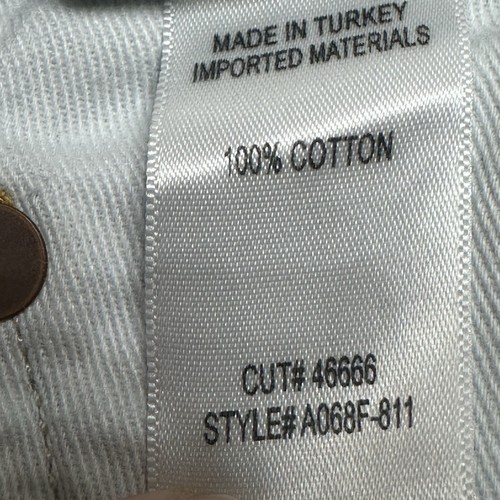 MADE IN TURKEY
IMPORTED MATERIALS
100% COTTON
CUT# 46666
STYLE# A068F-811